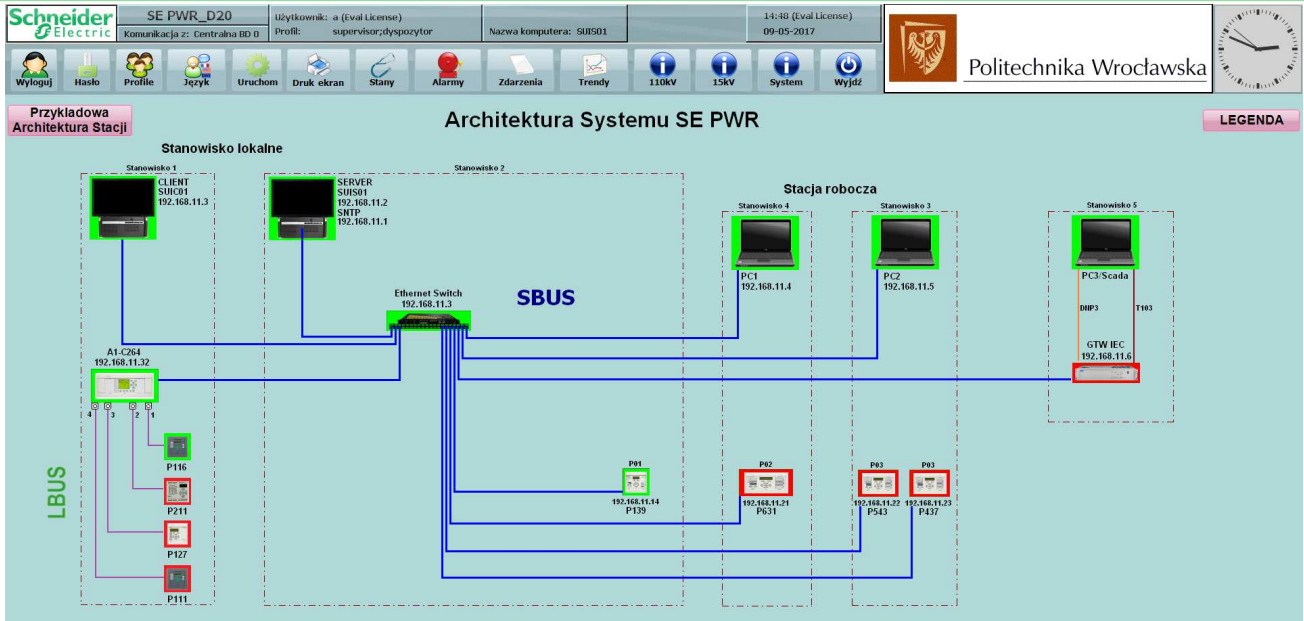 Schneider
Electric
SE PWR_D20
Komunikacja z: Centralna BD 0
Użytkownik: a (Eval License)
Profil: supervisor;dyspozytor
Nazwa komputera: SUIS01
14:48 (Eval License)
09-05-2017
Politechnika Wrocławska
Wyloguj
Hasło
Profile
Język
Uruchom
Druk ekran
Stany
Alarmy
Zdarzenia
Trendy
110kV
15kV
System
Wyjdź
Przykladowa
Architektura Stacji
Architektura Systemu SE PWR
LEGENDA
Stanowisko lokalne
Stanowisko 1
CLIENT
SUIC01
192.168.11.3
Stanowisko 2
SERVER
SUIS01
192.168.11.2
SNTP
192.168.11.1
Stacja robocza
Stanowisko 4
PC1
192.168.11.4
Stanowisko 3
PC2
192.168.11.5
Stanowisko 5
PC3/Scada
DNP3
T103
GTW IEC
192.168.11.6
Ethernet Switch
192.168.11.3
SBUS
A1-C264
192.168.11.32
4 3 2 1
LBUS
P116
P211
P127
P111
P01
192.168.11.14
P139
P02
192.168.11.21
P631
P03
192.168.11.22
P543
P03
192.168.11.23
P437